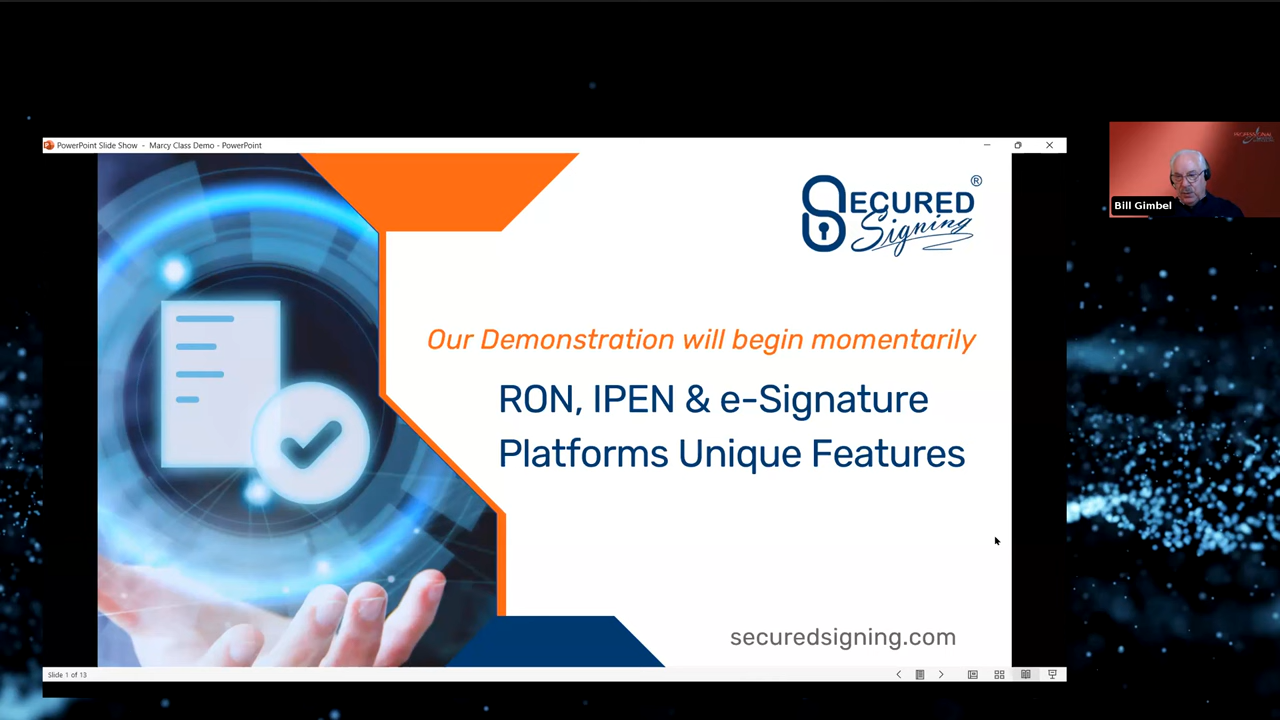 PowerPoint Slide Show - Marcy Class Demo - PowerPoint
SECURED
Signing
®
Our Demonstration will begin momentarily
RON, IPEN & e-Signature
Platforms Unique Features
securedsigning.com
Slide 1 of 13
PROFESSIONAL
Bill Gimbel